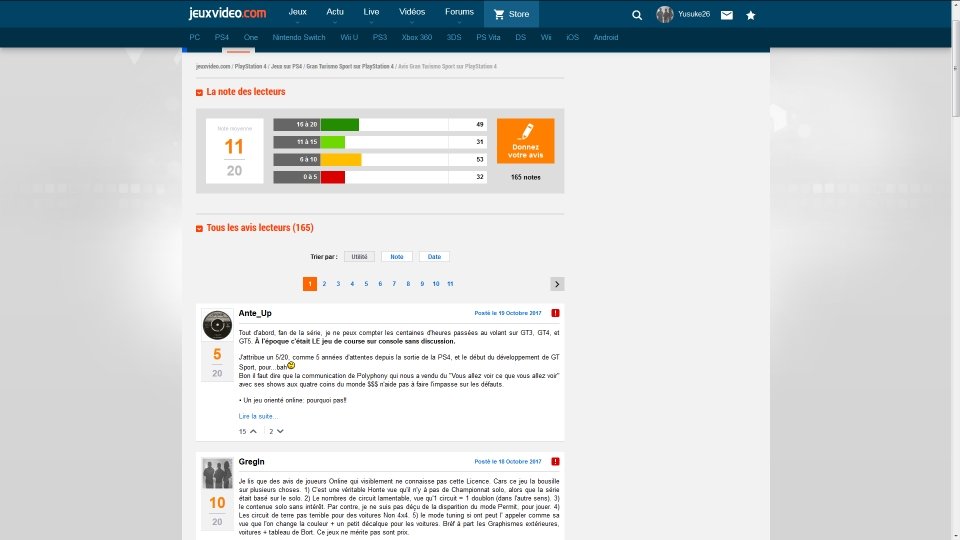 jeuxvideo.com Jeux Actu Live Vidéos Forums Store Yusuke26
PC PS4 One Nintendo Switch Wii U PS3 Xbox 360 3DS PS Vita DS Wii iOS Android
jeuxvideo.com / PlayStation 4 / Jeux sur PS4 / Gran Turismo Sport sur PlayStation 4 / Avis Gran Turismo Sport sur PlayStation 4
La note des lecteurs
Note moyenne
11
20
16 à 20 49
11 à 15 31
6 à 10 53
0 à 5 32
Donnez
votre avis
165 notes
Tous les avis lecteurs (165)
Trier par : Utilité Note Date
1 2 3 4 5 6 7 8 9 10 11
Ante_Up
Posté le 19 Octobre 2017
5
20
Tout d'abord, fan de la série, je ne peux compter les centaines d'heures passées au volant sur GT3, GT4, et
GT5. À l'époque c'était LE jeu de course sur console sans discussion.
J'attribue un 5/20, comme 5 années d'attentes depuis la sortie de la PS4, et le début du développement de GT
Sport, pour...bah
Bon il faut dire que la communication de Polyphony qui nous a vendu du "Vous allez voir ce que vous allez voir"
avec ses shows aux quatre coins du monde $$$ n'aide pas à faire l'impasse sur les défauts.
• Un jeu orienté online: pourquoi pas!!
Lire la suite...
15 2
GregIn
Posté le 18 Octobre 2017
10
20
Je lis que des avis de joueurs Online qui visiblement ne connaisse pas cette Licence. Cars ce jeu la bousille
sur plusieurs choses. 1) C'est une véritable Honte vue qu'il n'y à pas de Championnat solo, alors que la série
était basé sur le solo. 2) Le nombres de circuit lamentable, vue qu'1 circuit = 1 doublon (dans l'autre sens). 3)
le contenue solo sans intérêt. Par contre, je ne suis pas déçu de la disparition du mode Permit, pour jouer. 4)
Les circuit de terre pas terrible pour des voitures Non 4x4. 5) le mode tuning si ont peut l' appeler comme sa
vue que l'on change la couleur + un petit décalque pour les voitures. Brêf à part les Graphismes extérieures,
voitures + tableau de Bort. Ce jeu ne mérite pas sont prix.